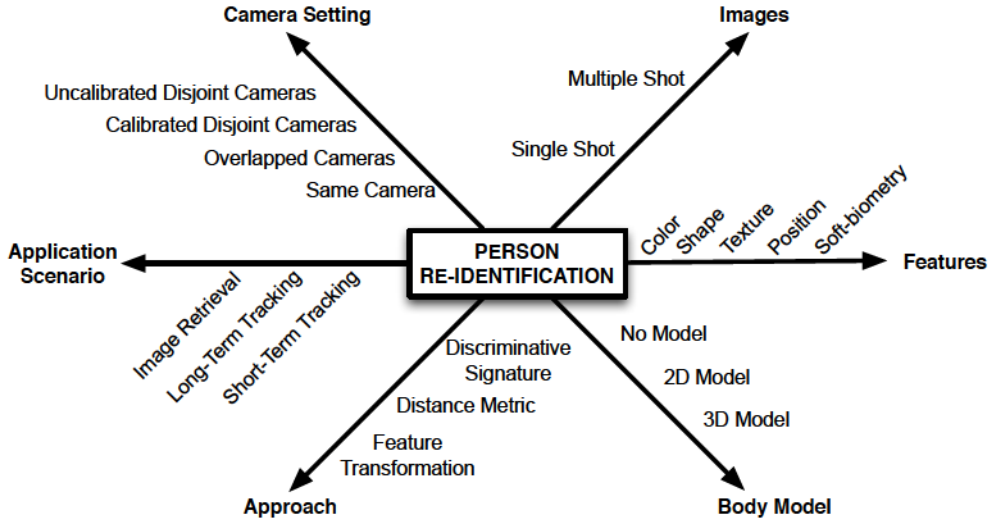 Camera Setting
Images
Uncalibrated Disjoint Cameras
Calibrated Disjoint Cameras
Overlapped Cameras
Same Camera
Multiple Shot
Single Shot
Application
Scenario
PERSON
RE-IDENTIFICATION
Color
Shape
Texture
Position
Soft-biometry
Features
Image Retrieval
Long-Term Tracking
Short-Term Tracking
Discriminative
Signature
Distance Metric
Feature
Transformation
Approach
No Model
2D Model
3D Model
Body Model